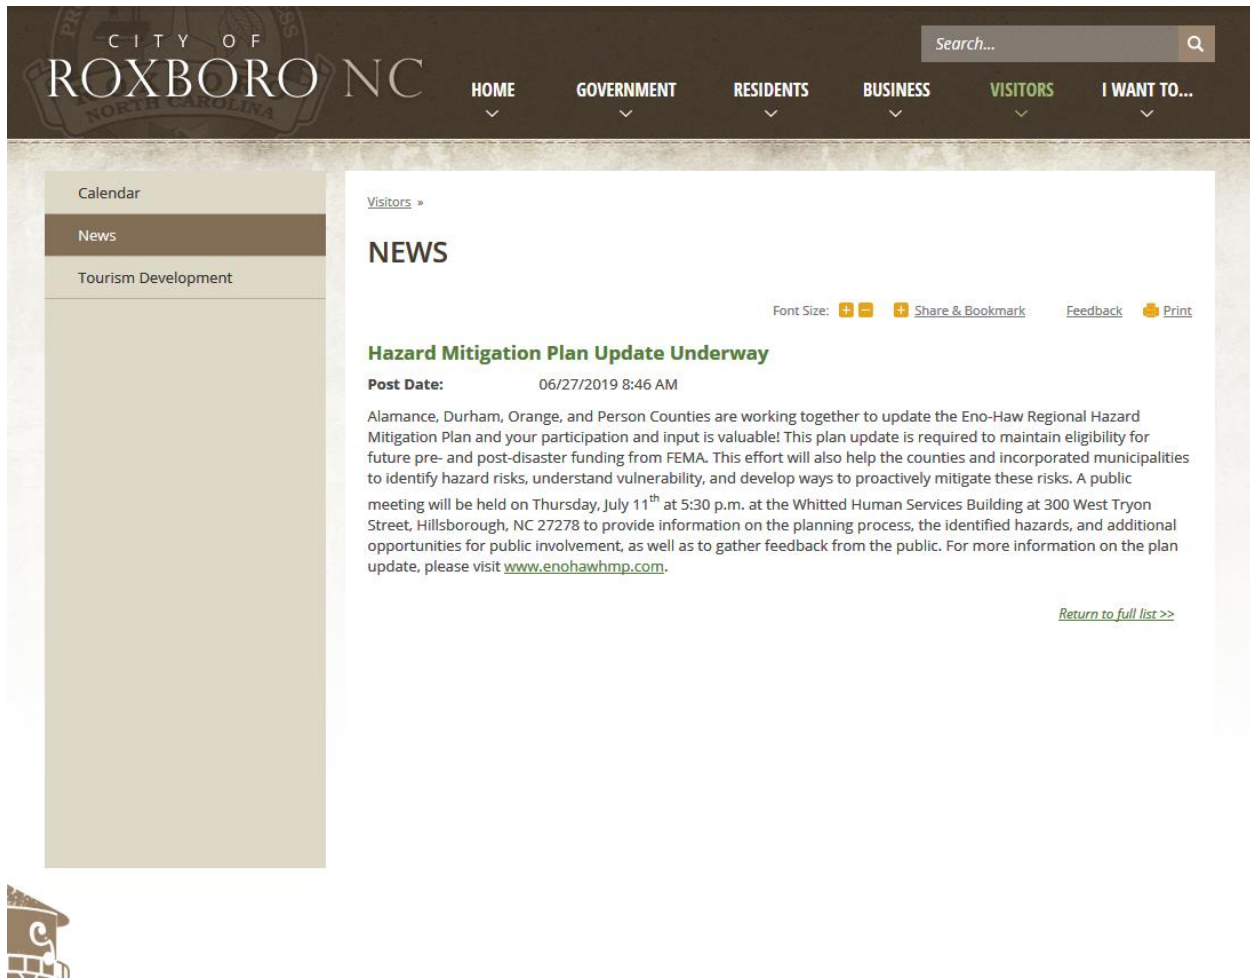 CITY OF
ROXBORO NC
NORTH CAROLINA
Search...
HOME
GOVERNMENT
RESIDENTS
BUSINESS
VISITORS
I WANT TO...
Calendar
News
Tourism Development
Visitors »
NEWS
Font Size: + − + Share & Bookmark Feedback Print
Hazard Mitigation Plan Update Underway
Post Date: 06/27/2019 8:46 AM
Alamance, Durham, Orange, and Person Counties are working together to update the Eno-Haw Regional Hazard
Mitigation Plan and your participation and input is valuable! This plan update is required to maintain eligibility for
future pre- and post-disaster funding from FEMA. This effort will also help the counties and incorporated municipalities
to identify hazard risks, understand vulnerability, and develop ways to proactively mitigate these risks. A public
meeting will be held on Thursday, July 11th at 5:30 p.m. at the Whitted Human Services Building at 300 West Tryon
Street, Hillsborough, NC 27278 to provide information on the planning process, the identified hazards, and additional
opportunities for public involvement, as well as to gather feedback from the public. For more information on the plan
update, please visit www.enohawhmp.com.
Return to full list >>